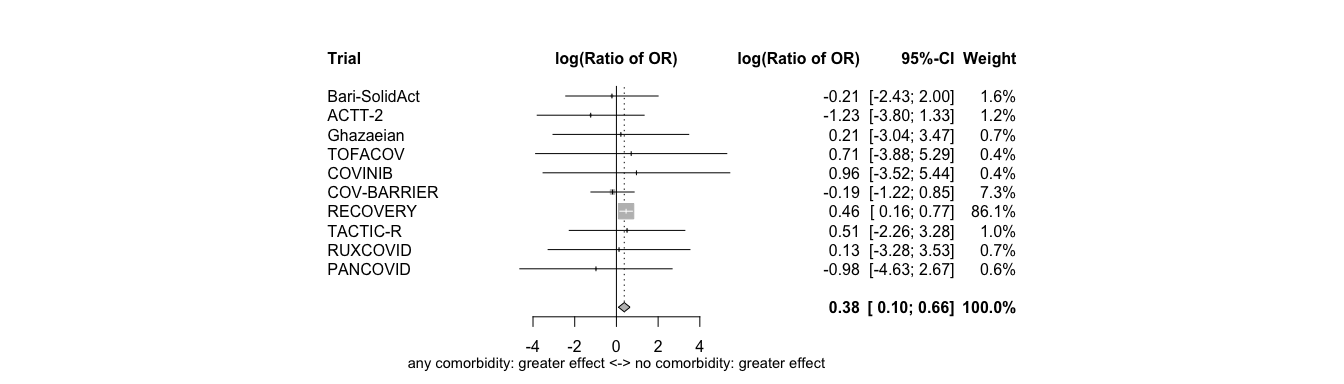 Trial log(Ratio of OR) log(Ratio of OR) 95%-CI Weight
Bari-SolidAct -0.21 [-2.43; 2.00] 1.6%
ACTT-2 -1.23 [-3.80; 1.33] 1.2%
Ghazaeian 0.21 [-3.04; 3.47] 0.7%
TOFACOV 0.71 [-3.88; 5.29] 0.4%
COVINIB 0.96 [-3.52; 5.44] 0.4%
COV-BARRIER -0.19 [-1.22; 0.85] 7.3%
RECOVERY 0.46 [ 0.16; 0.77] 86.1%
TACTIC-R 0.51 [-2.26; 3.28] 1.0%
RUXCOVID 0.13 [-3.28; 3.53] 0.7%
PANCOVID -0.98 [-4.63; 2.67] 0.6%
0.38 [ 0.10; 0.66] 100.0%
-4 -2 0 2 4
any comorbidity: greater effect <-> no comorbidity: greater effect